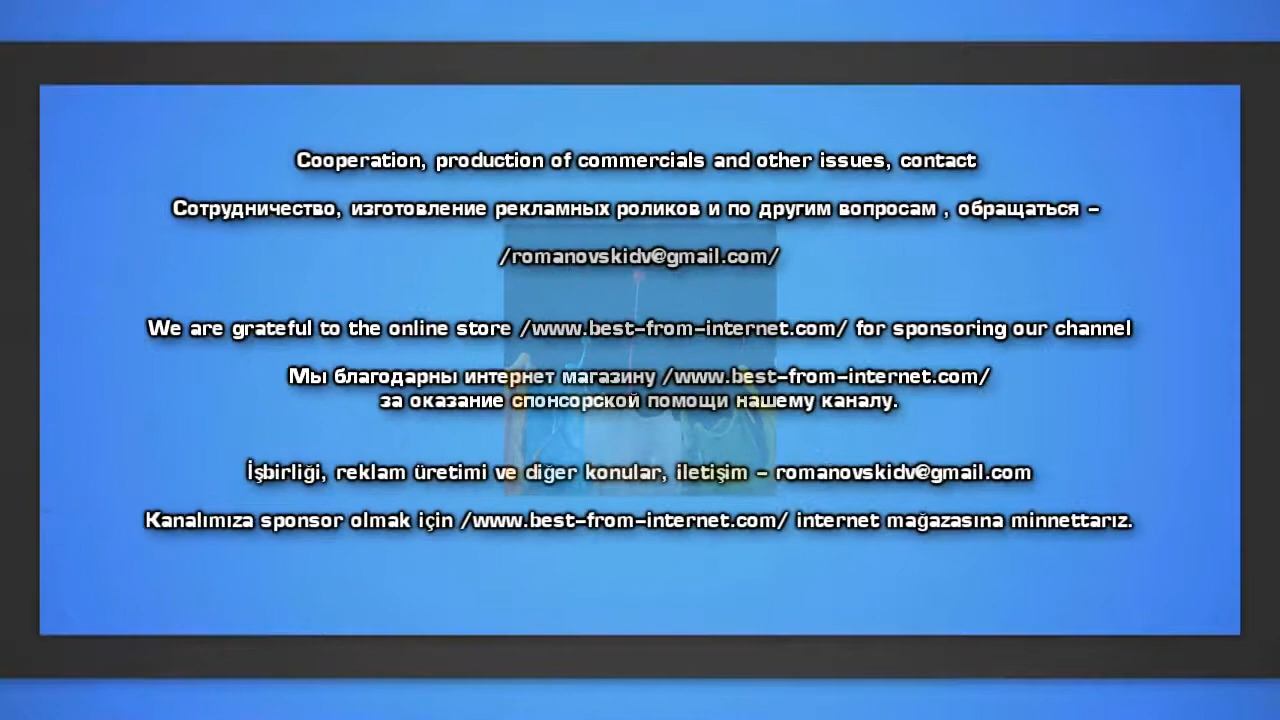 Cooperation, production of commercials and other issues, contact
Сотрудничество, изготовление рекламных роликов и по другим вопросам , обращаться -
/romanovskidv@gmail.com/
We are grateful to the online store /www.best-from-internet.com/ for sponsoring our channel
Мы благодарны интернет магазину /www.best-from-internet.com/
за оказание спонсорской помощи нашему каналу.
İşbirliği, reklam üretimi ve diğer konular, iletişim - romanovskidv@gmail.com
Kanalımıza sponsor olmak için /www.best-from-internet.com/ internet mağazasına minnettarız.